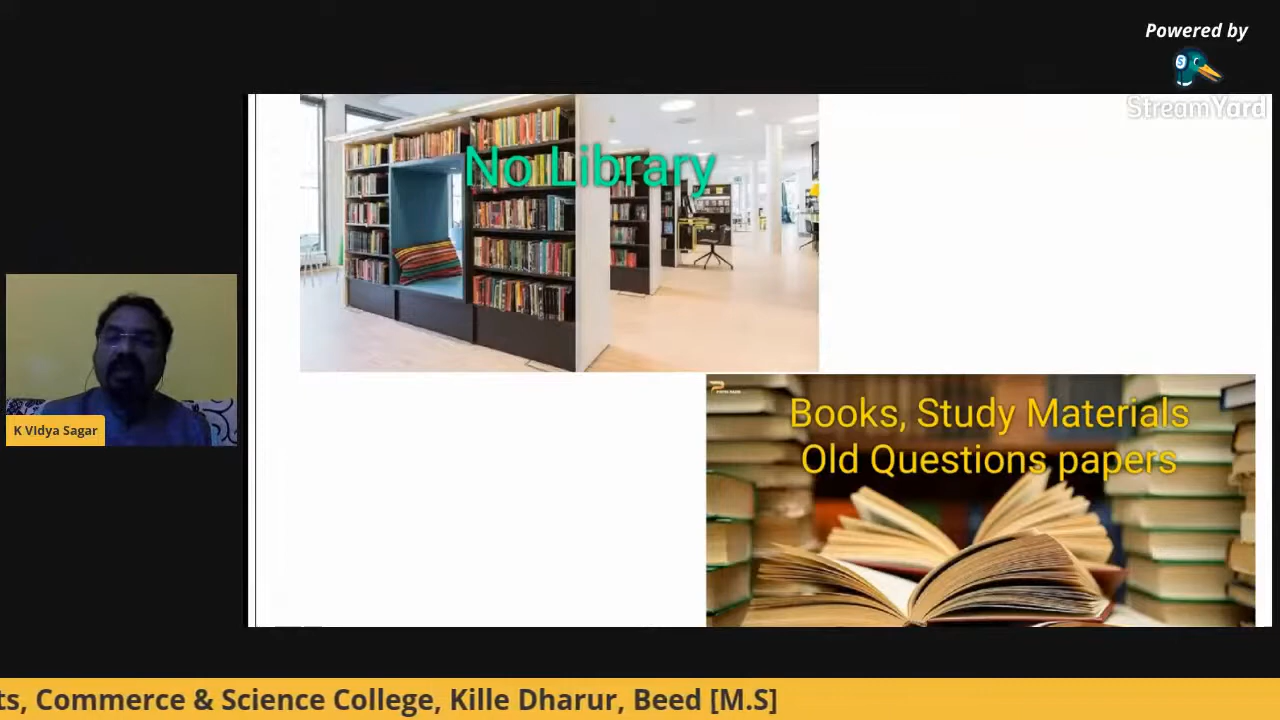 Powered by
StreamYard
No Library
Books, Study Materials
Old Questions papers
K Vidya Sagar
ts, Commerce & Science College, Kille Dharur, Beed [M.S]